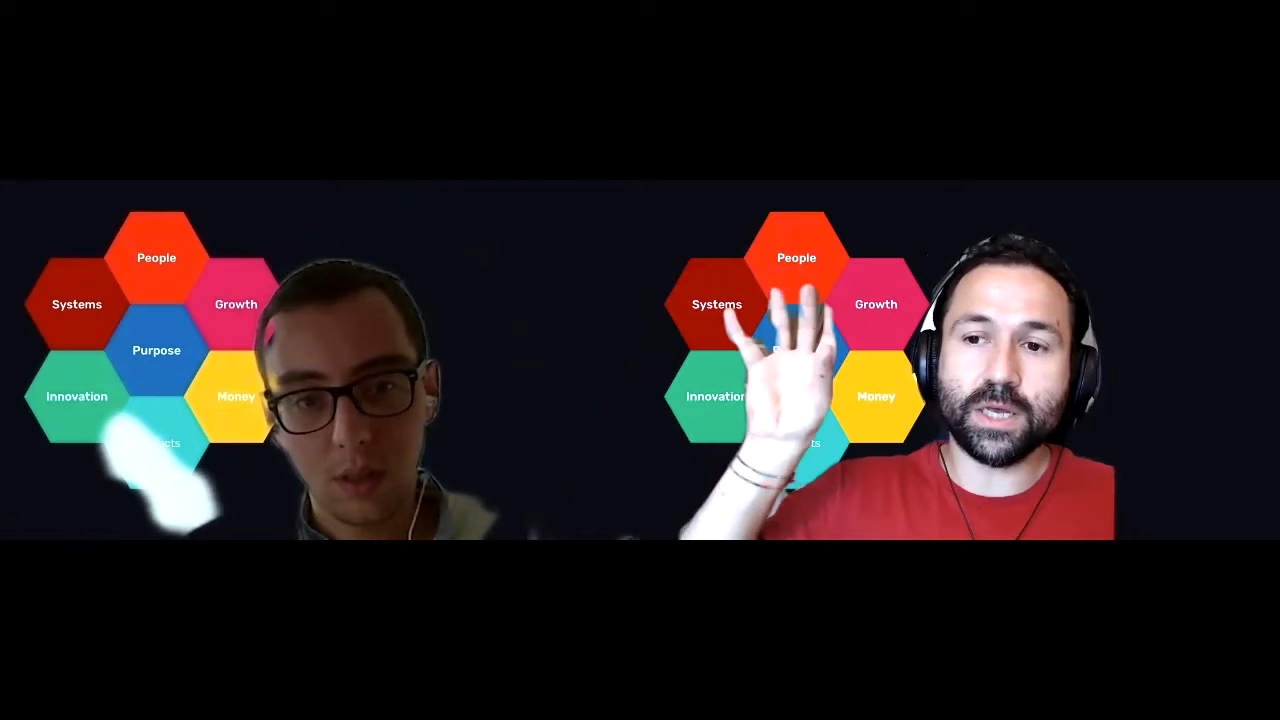 People
Systems
Growth
Purpose
Innovation
Money
People
Systems
Growth
Innovation
Money